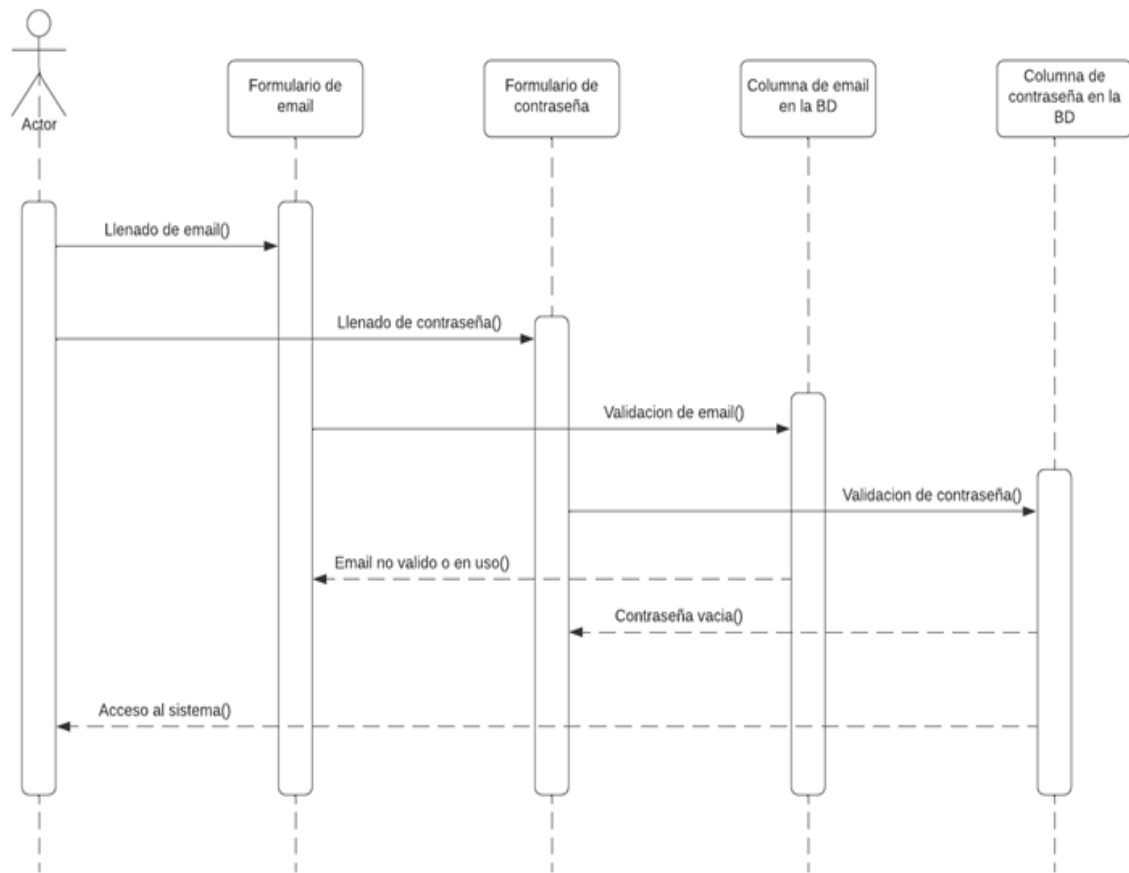 Actor
Formulario de
email
Formulario de
contraseña
Columna de email
en la BD
Columna de
contraseña en la
BD
Llenado de email()
Llenado de contraseña()
Validacion de email()
Validacion de contraseña()
Email no valido o en uso()
Contraseña vacia()
Acceso al sistema()